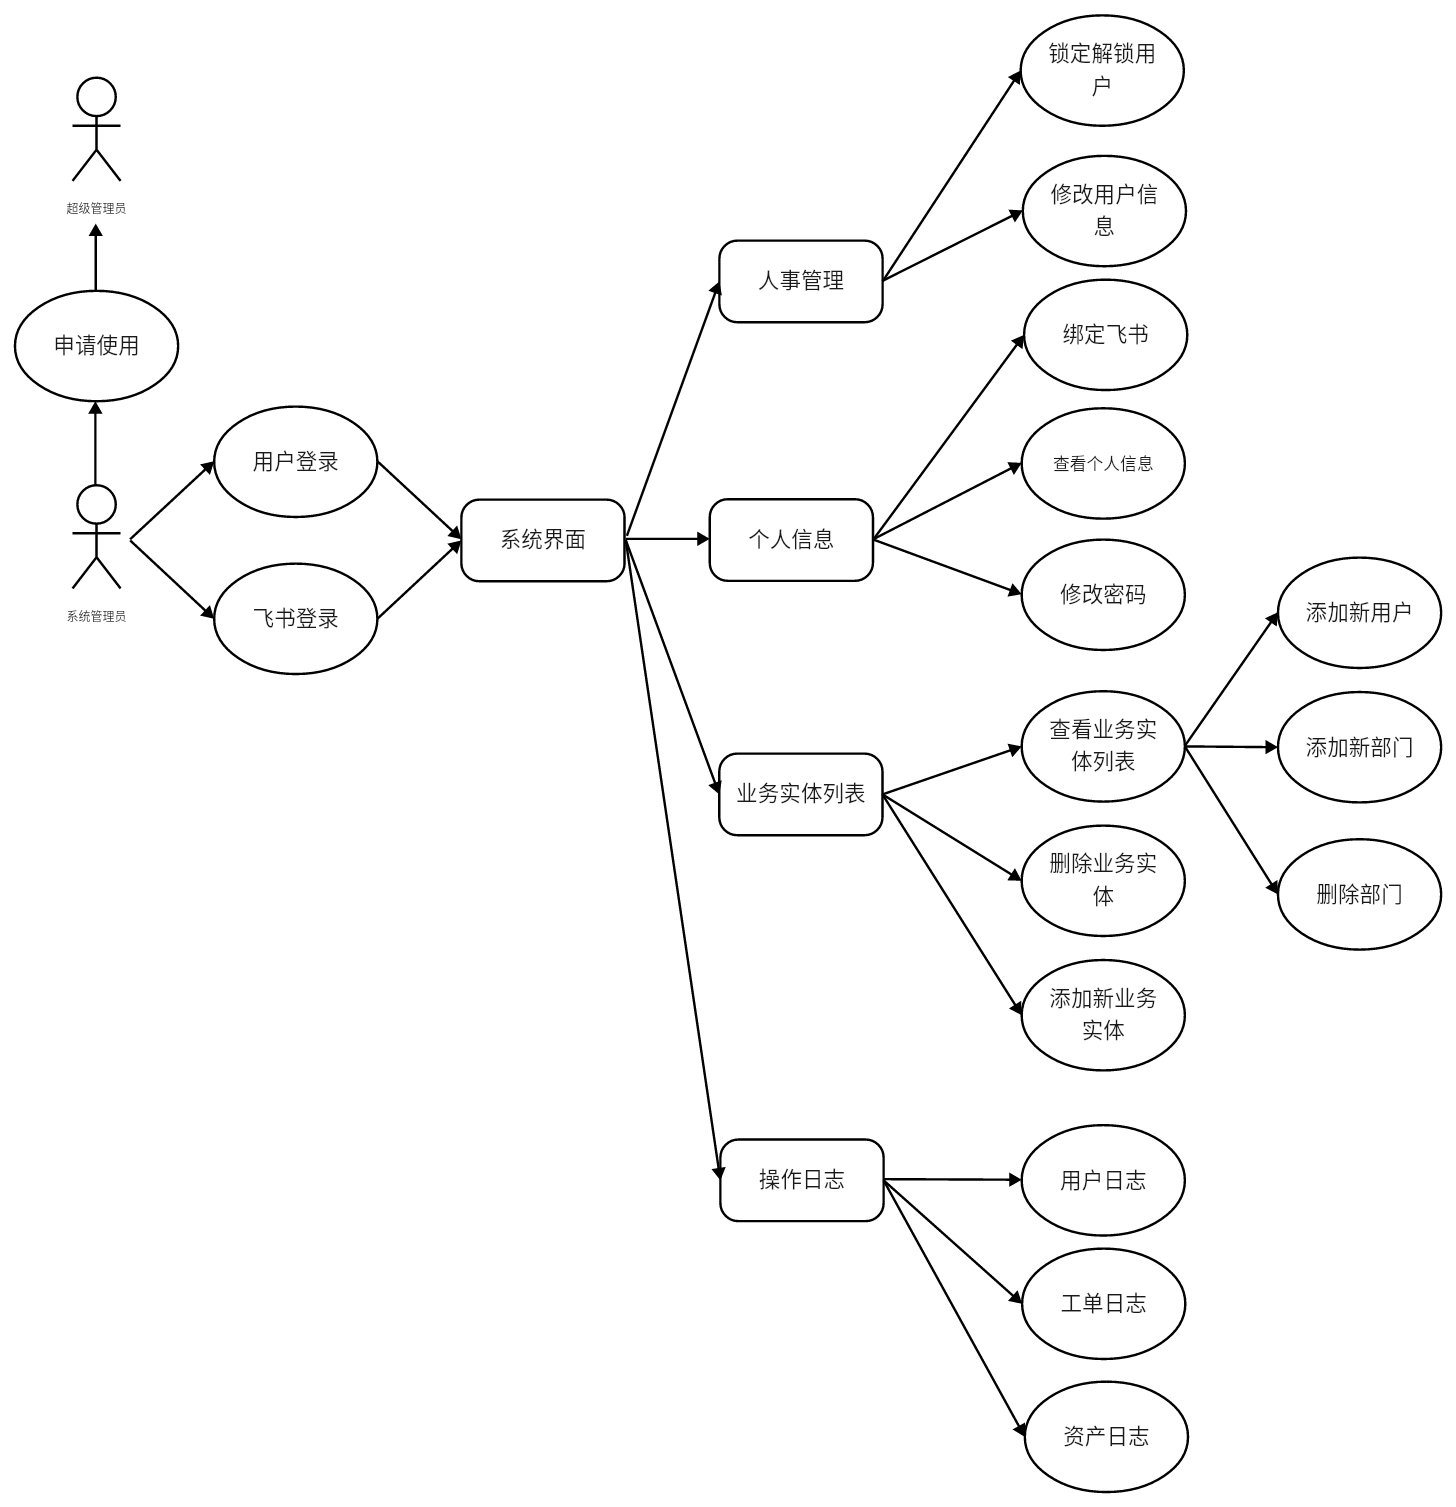 超级管理员
申请使用
系统管理员
用户登录
飞书登录
系统界面
人事管理
锁定解锁用
户
修改用户信
息
个人信息
绑定飞书
查看个人信息
修改密码
业务实体列表
查看业务实
体列表
添加新用户
添加新部门
删除部门
删除业务实
体
添加新业务
实体
操作日志
用户日志
工单日志
资产日志